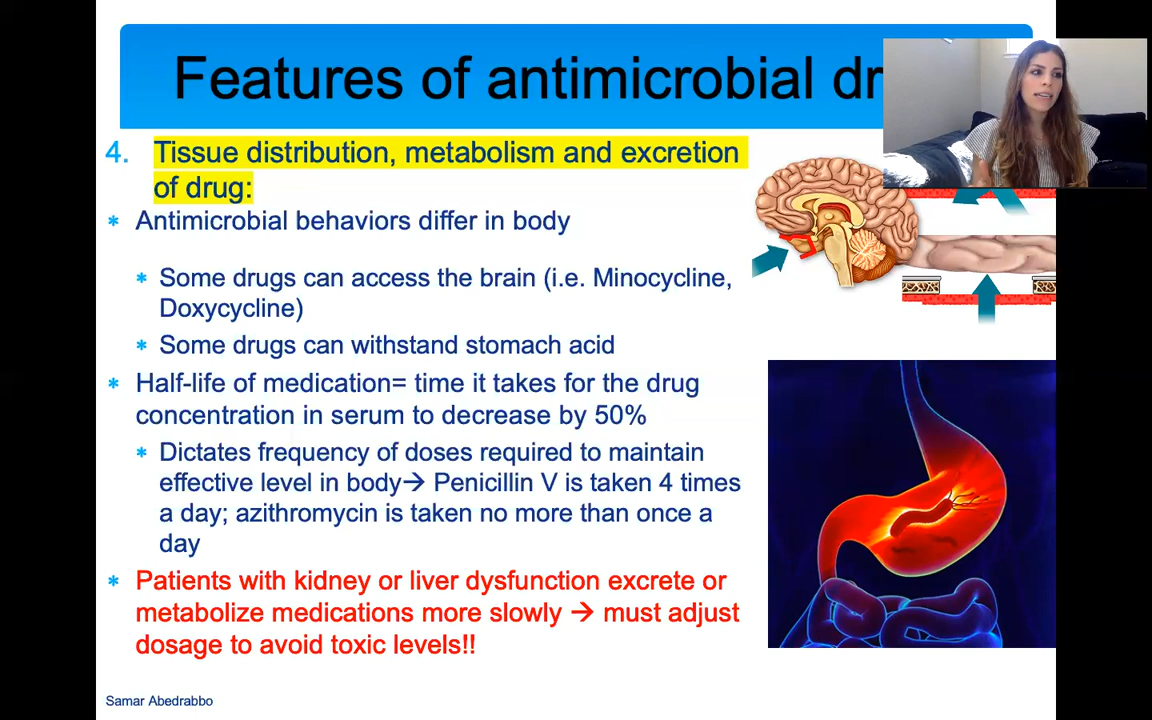 Features of antimicrobial
4. Tissue distribution, metabolism and excretion
of drug:
* Antimicrobial behaviors differ in body
* Some drugs can access the brain (i.e. Minocycline,
Doxycycline)
* Some drugs can withstand stomach acid
* Half-life of medication= time it takes for the drug
concentration in serum to decrease by 50%
* Dictates frequency of doses required to maintain
effective level in body→ Penicillin V is taken 4 times
a day; azithromycin is taken no more than once a
day
* Patients with kidney or liver dysfunction excrete or
metabolize medications more slowly → must adjust
dosage to avoid toxic levels!!
Samar Abedrabbo